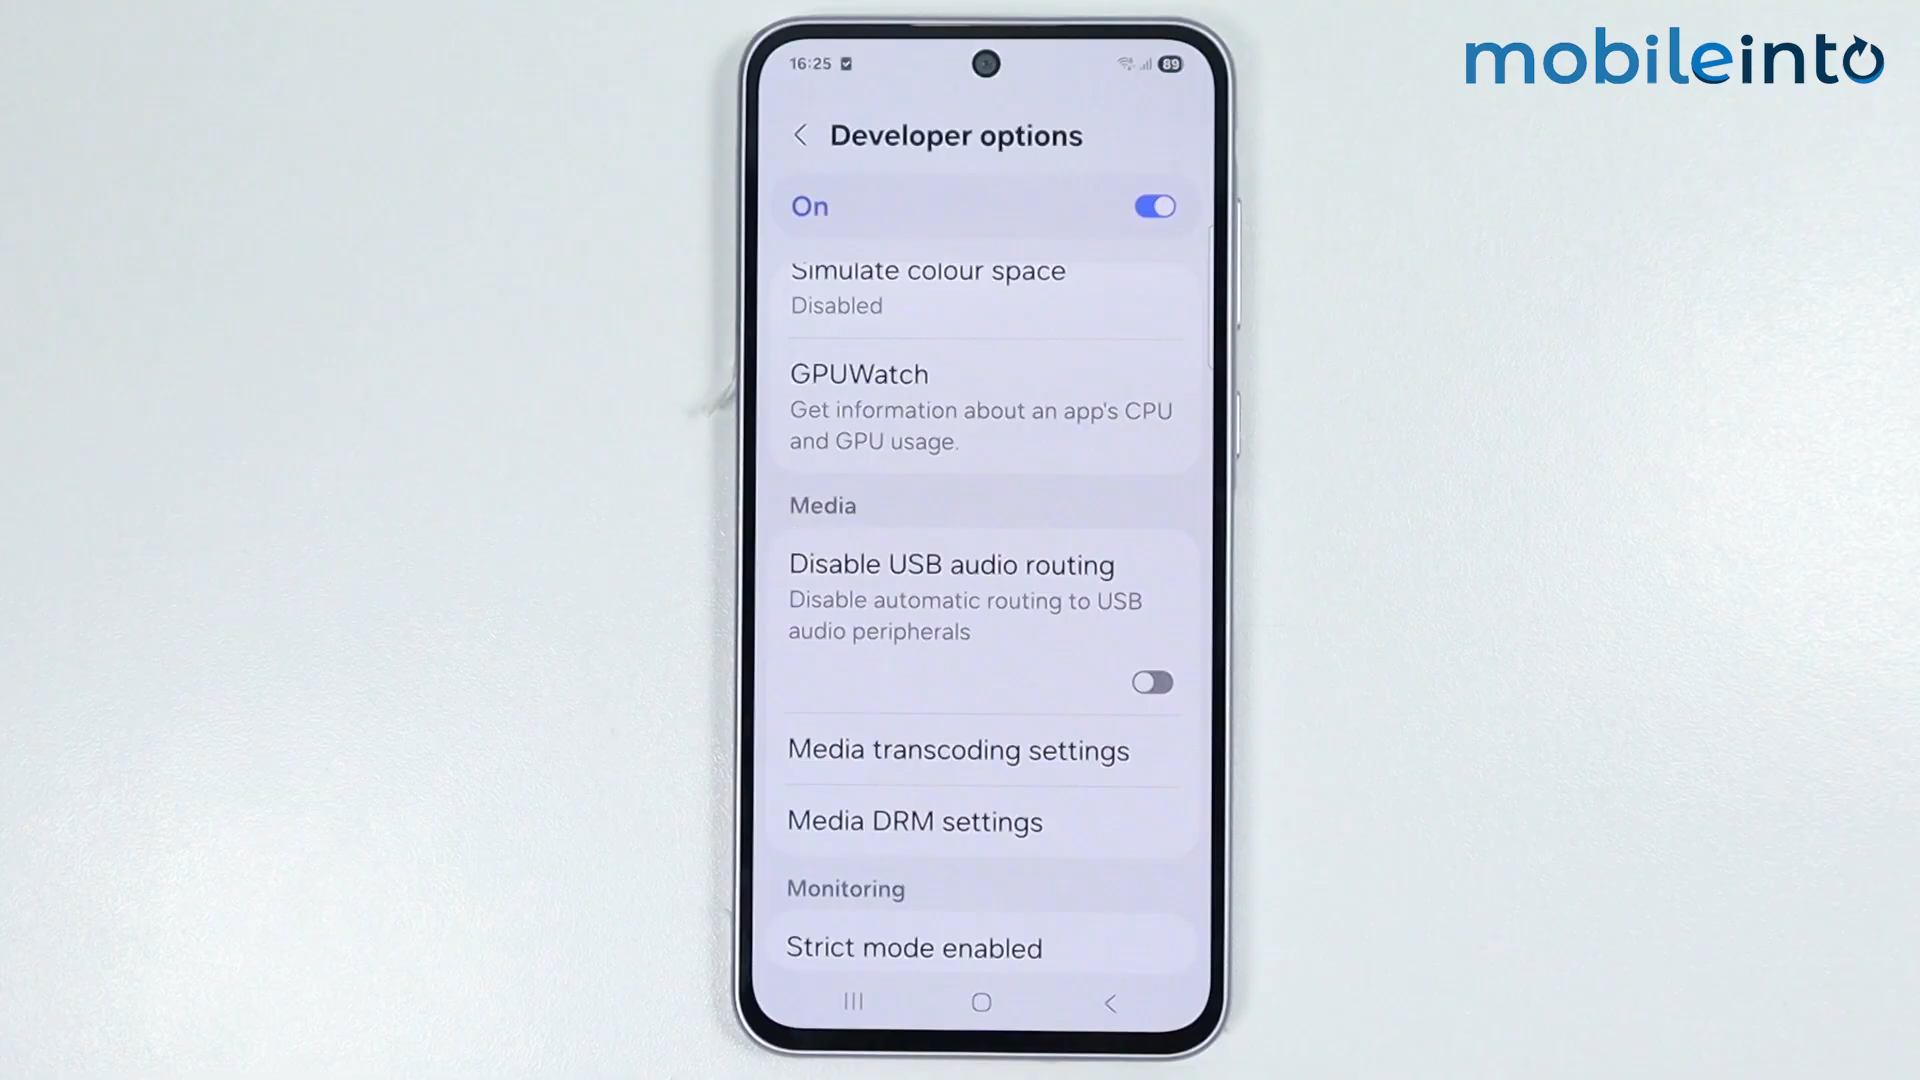 mobileinto
16:25
89
Developer options
On
Simulate colour space
Disabled
GPUWatch
Get information about an app's CPU
and GPU usage.
Media
Disable USB audio routing
Disable automatic routing to USB
audio peripherals
Media transcoding settings
Media DRM settings
Monitoring
Strict mode enabled